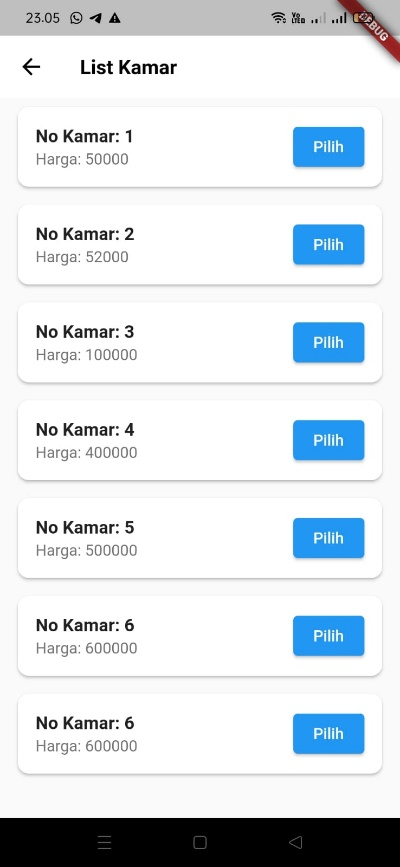 23.05
DEBUG
List Kamar
No Kamar: 1
Harga: 50000
Pilih
No Kamar: 2
Harga: 52000
Pilih
No Kamar: 3
Harga: 100000
Pilih
No Kamar: 4
Harga: 400000
Pilih
No Kamar: 5
Harga: 500000
Pilih
No Kamar: 6
Harga: 600000
Pilih
No Kamar: 6
Harga: 600000
Pilih